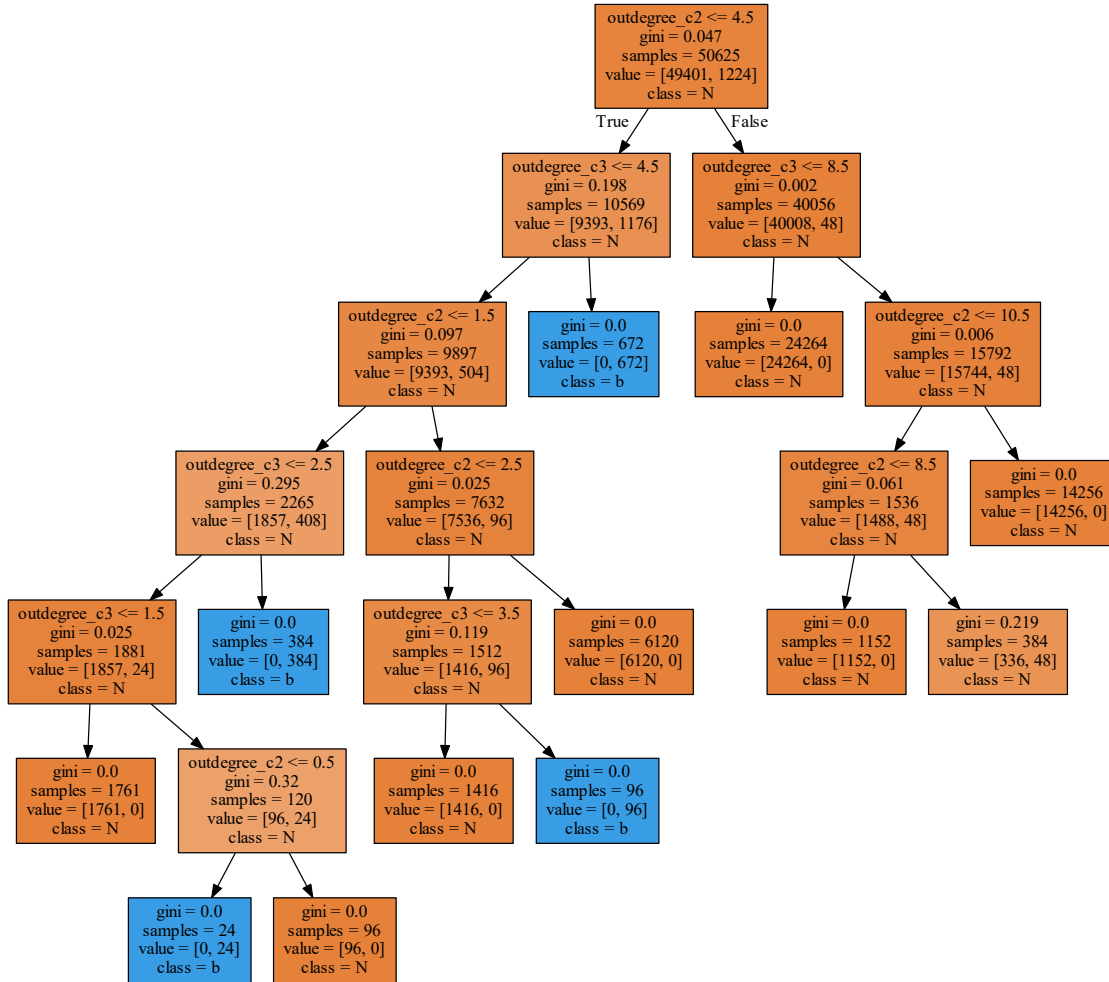 outdegree_c2 <= 4.5
gini = 0.047
samples = 50625
value = [49401, 1224]
class = N
True
False
outdegree_c3 <= 4.5
gini = 0.198
samples = 10569
value = [9393, 1176]
class = N
outdegree_c3 <= 8.5
gini = 0.002
samples = 40056
value = [40008, 48]
class = N
outdegree_c2 <= 1.5
gini = 0.097
samples = 9897
value = [9393, 504]
class = N
gini = 0.0
samples = 672
value = [0, 672]
class = b
gini = 0.0
samples = 24264
value = [24264, 0]
class = N
outdegree_c2 <= 10.5
gini = 0.006
samples = 15792
value = [15744, 48]
class = N
outdegree_c3 <= 2.5
gini = 0.295
samples = 2265
value = [1857, 408]
class = N
outdegree_c2 <= 2.5
gini = 0.025
samples = 7632
value = [7536, 96]
class = N
outdegree_c2 <= 8.5
gini = 0.061
samples = 1536
value = [1488, 48]
class = N
gini = 0.0
samples = 14256
value = [14256, 0]
class = N
outdegree_c3 <= 1.5
gini = 0.025
samples = 1881
value = [1857, 24]
class = N
gini = 0.0
samples = 384
value = [0, 384]
class = b
outdegree_c3 <= 3.5
gini = 0.119
samples = 1512
value = [1416, 96]
class = N
gini = 0.0
samples = 6120
value = [6120, 0]
class = N
gini = 0.0
samples = 1152
value = [1152, 0]
class = N
gini = 0.219
samples = 384
value = [336, 48]
class = N
gini = 0.0
samples = 1761
value = [1761, 0]
class = N
outdegree_c2 <= 0.5
gini = 0.32
samples = 120
value = [96, 24]
class = N
gini = 0.0
samples = 1416
value = [1416, 0]
class = N
gini = 0.0
samples = 96
value = [0, 96]
class = b
gini = 0.0
samples = 24
value = [0, 24]
class = b
gini = 0.0
samples = 96
value = [96, 0]
class = N